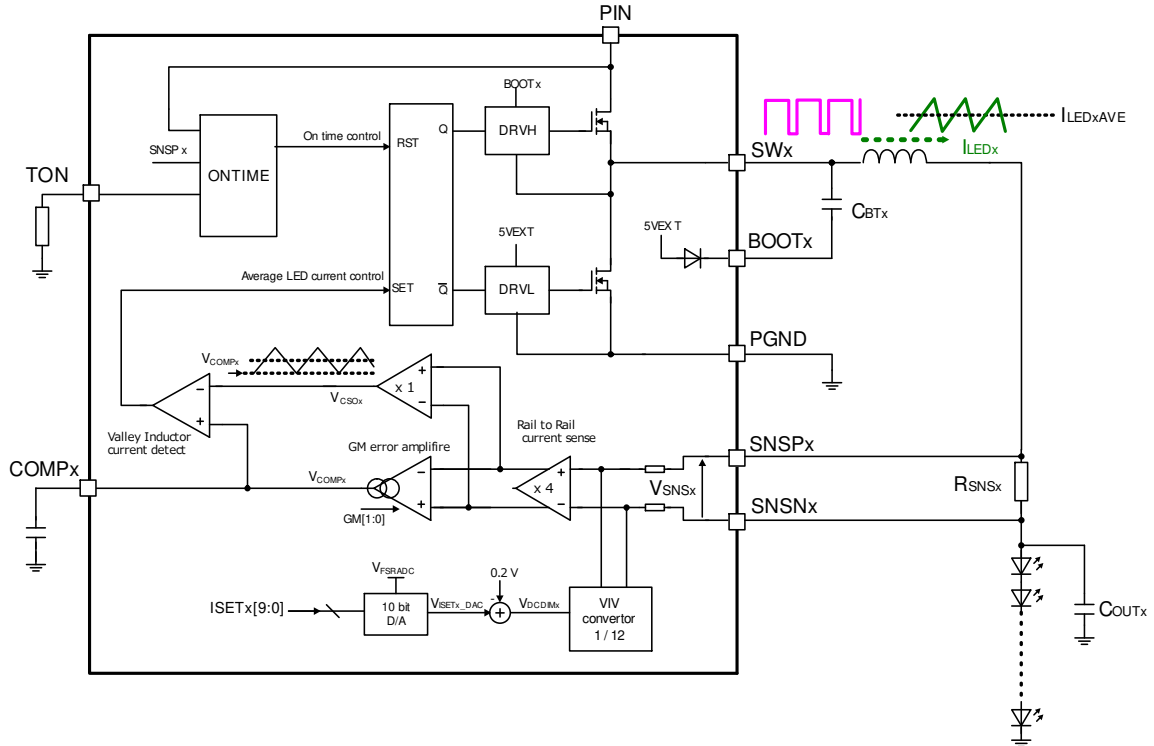 PIN
BOOTx
DRVH
Q
On time control
RST
SNSP x
ONTIME
TON
SWx
ILEDxAVE
ILEDx
CBTx
5VEX T
BOOTx
5VEX T
DRVL
Q
Average LED current control
SET
PGND
VCOMPx
x 1
+
−
VCSOx
−
+
Valley Inductor
current detect
GM error amplifire
Rail to Rail
current sense
SNSPx
COMPx
VCOMPx
−
+
GM[1:0]
x 4
+
−
VSNSx
RSNSx
SNSNx
VFSRADC
0.2 V
ISETx[9:0]
10 bit
D/A
VISETx_DAC
-
+
VDCDIMx
VIV
convertor
1 / 12
COUTx